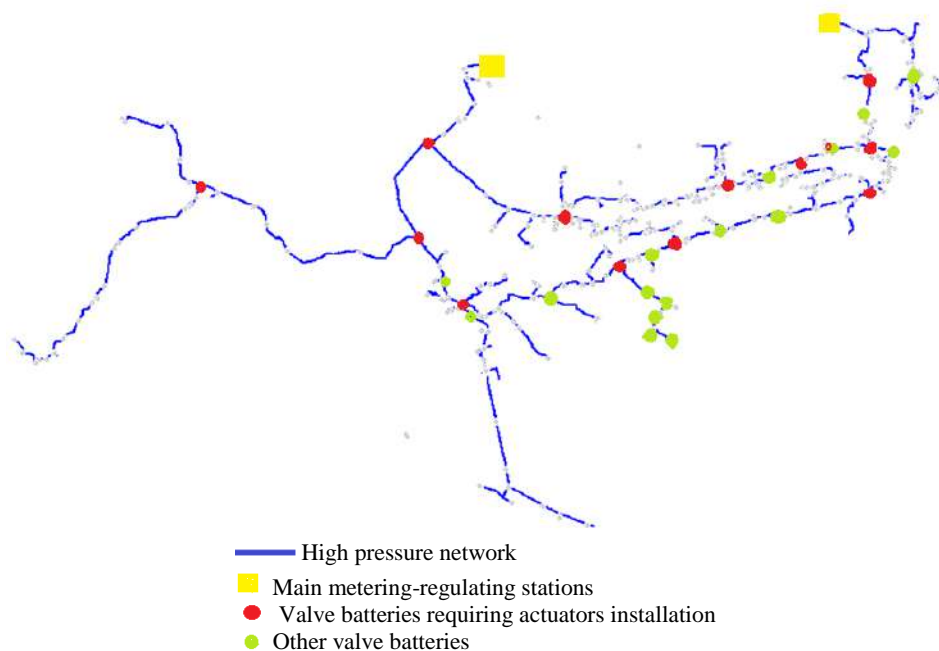 High pressure network
Main metering-regulating stations
Valve batteries requiring actuators installation
Other valve batteries